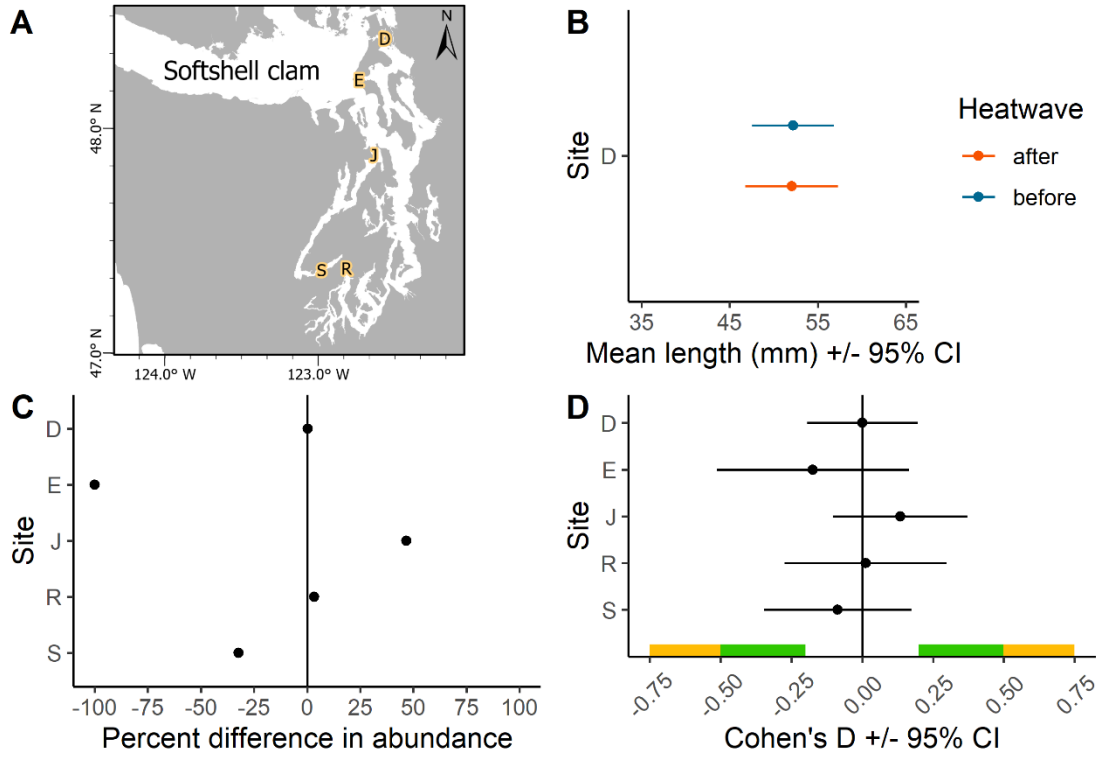 A
N
Softshell clam
D
E
J
S
R
48.0° N
47.0° N
124.0° W
123.0° W
B
Site
D
35
45
55
65
Mean length (mm) +/- 95% CI
Heatwave
after
before
C
Site
D
E
J
R
S
-100
-75
-50
-25
0
25
50
75
100
Percent difference in abundance
D
Site
D
E
J
R
S
-0.75
-0.50
-0.25
0.00
0.25
0.50
0.75
Cohen's D +/- 95% CI